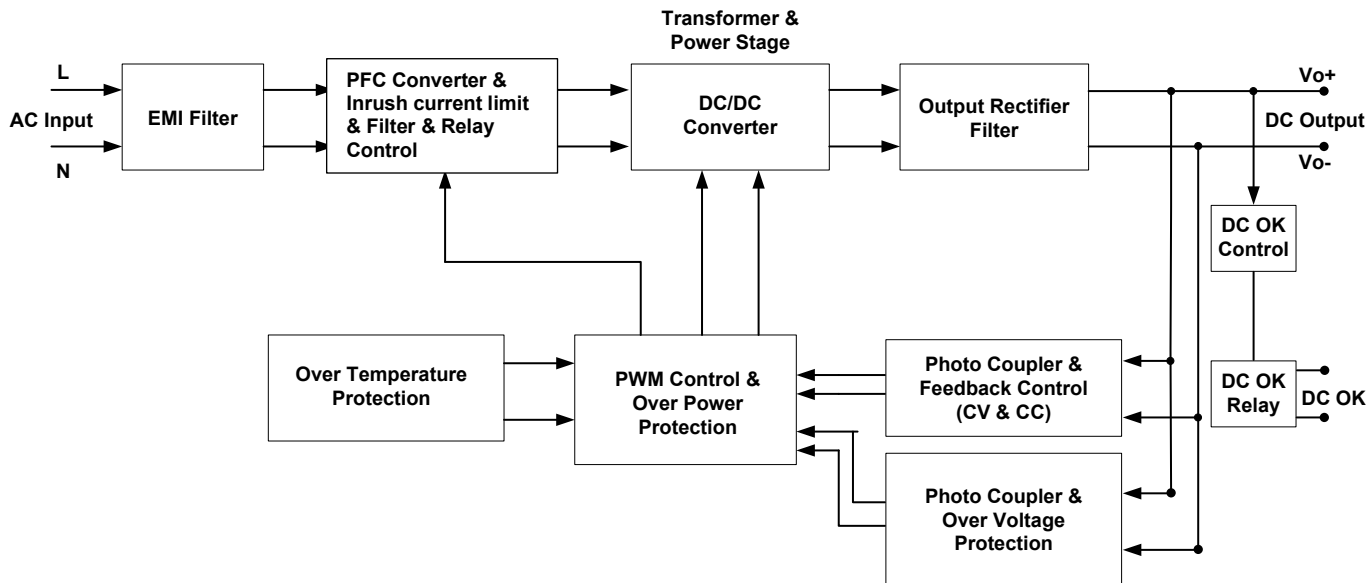 Transformer &
Power Stage
L
AC Input
N
EMI Filter
PFC Converter &
Inrush current limit
& Filter & Relay
Control
DC/DC
Converter
Output Rectifier
Filter
Vo+
DC Output
Vo-
DC OK
Control
Over Temperature
Protection
PWM Control &
Over Power
Protection
Photo Coupler &
Feedback Control
(CV & CC)
DC OK
Relay
DC OK
Photo Coupler &
Over Voltage
Protection